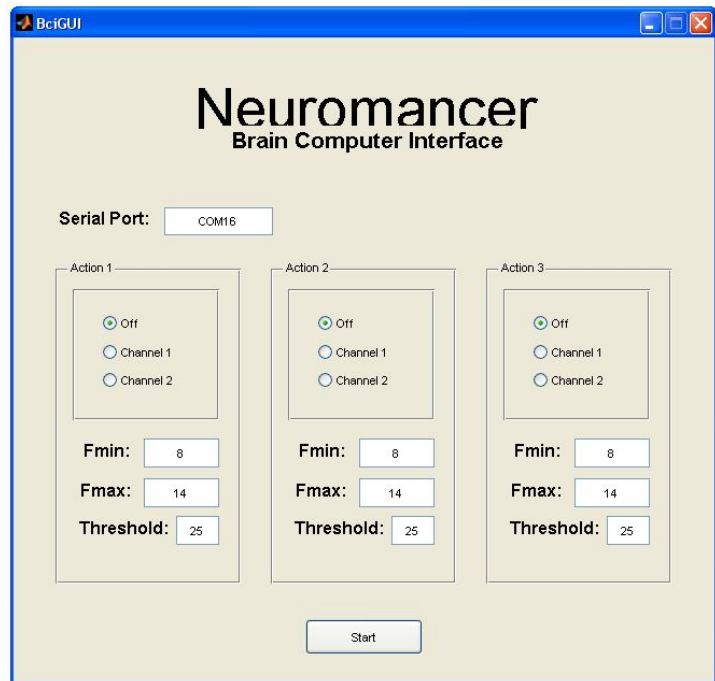 BciGUI
Neuromancer
Brain Computer Interface
Serial Port: COM16
Action 1
Off
Channel 1
Channel 2
Fmin: 8
Fmax: 14
Threshold: 25
Action 2
Off
Channel 1
Channel 2
Fmin: 8
Fmax: 14
Threshold: 25
Action 3
Off
Channel 1
Channel 2
Fmin: 8
Fmax: 14
Threshold: 25
Start